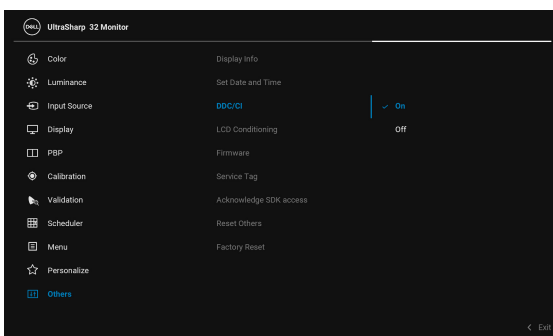 DELL UltraSharp 32 Monitor
Color Display Info
Luminance Set Date and Time
Input Source DDC/CI On
Display LCD Conditioning Off
PBP Firmware
Calibration Service Tag
Validation Acknowledge SDK access
Scheduler Reset Others
Menu Factory Reset
Personalize
Others
Exit